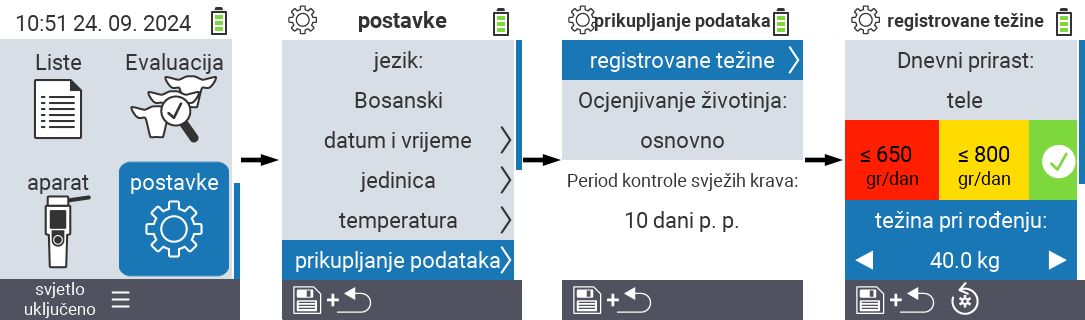 10:51 24. 09. 2024
Liste
Evaluacija
aparat
postavke
svjetlo
uključeno
postavke
jezik:
Bosanski
datum i vrijeme
jedinica
temperatura
prikupljanje podataka
+
prikupljanje podataka
registrovane težine
Ocjenjivanje životinja:
osnovno
Period kontrole svježih krava:
10 dani p. p.
+
registrovane težine
Dnevni prirast:
tele
≤ 650
gr/dan
≤ 800
gr/dan
težina pri rođenju:
40.0 kg
+